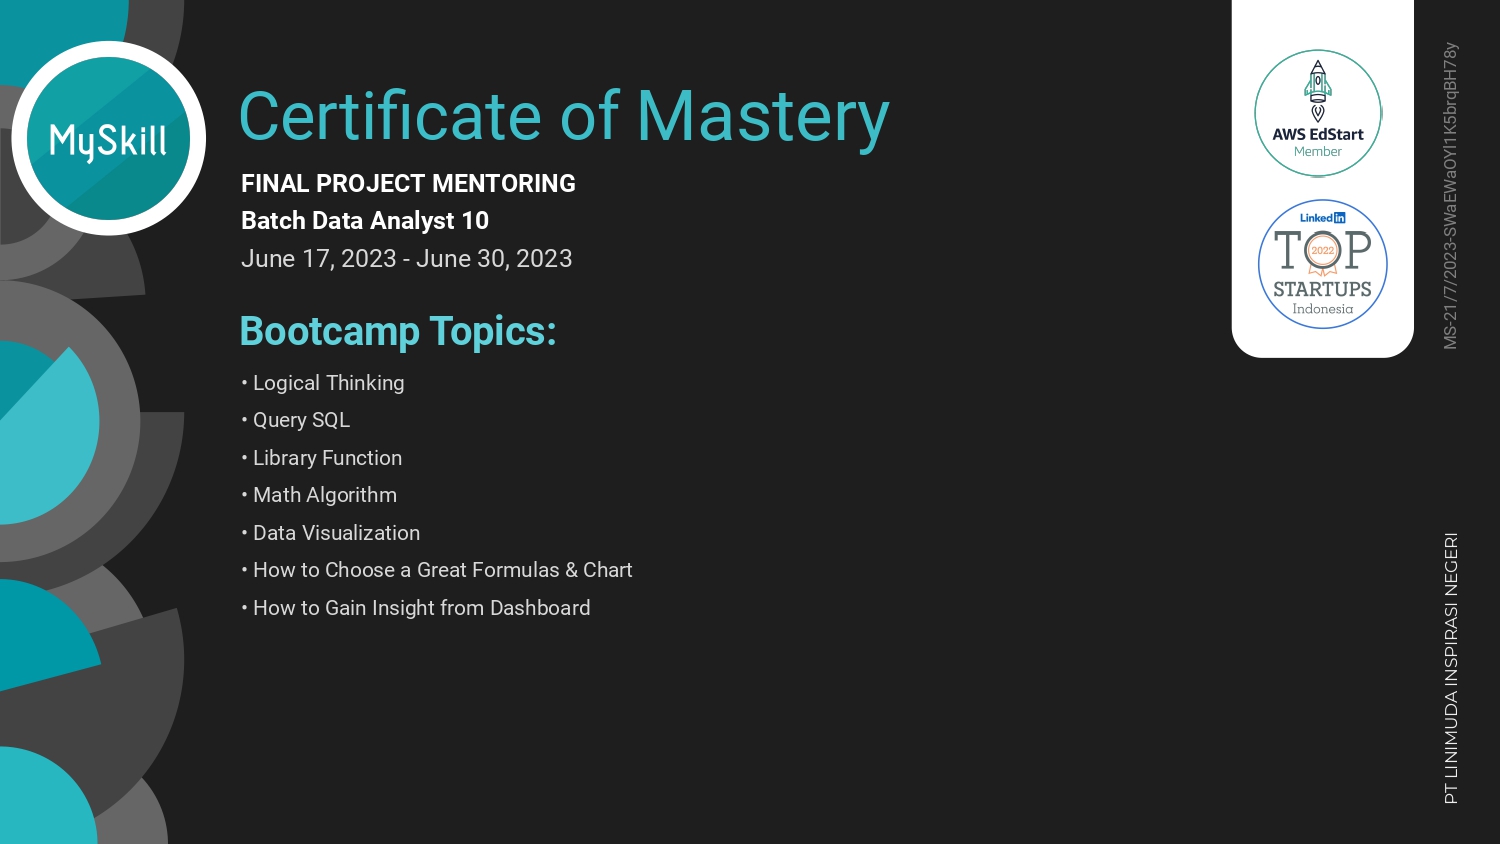 MySkill
Certificate of Mastery
FINAL PROJECT MENTORING
Batch Data Analyst 10
June 17, 2023 - June 30, 2023
Bootcamp Topics:
• Logical Thinking
• Query SQL
• Library Function
• Math Algorithm
• Data Visualization
• How to Choose a Great Formulas & Chart
• How to Gain Insight from Dashboard
AWS EdStart
Member
Linked in
TOP
2022
STARTUPS
Indonesia
MS-21/7/2023-SWaEWaOYl1K5brqBH78y
PT LINIMUDA INSPIRASI NEGERI